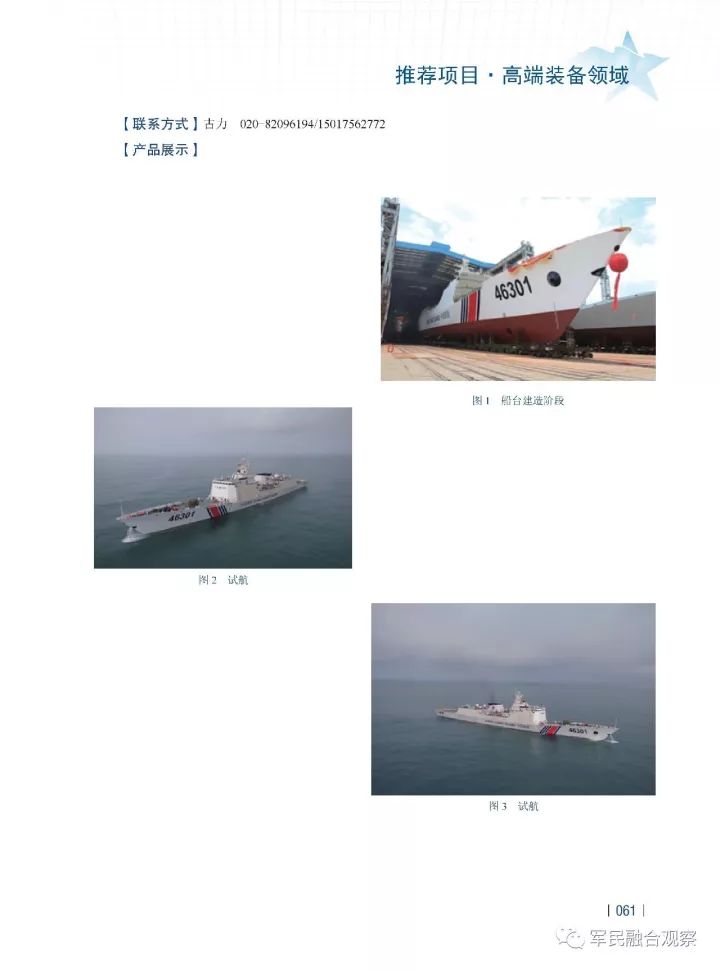 推荐项目·高端装备领域
【联系方式】古力 020-82096194/15017562772
【产品展示】
46301
图1 船台建造阶段
46301
图2 试航
46301
图3 试航
061
军民融合观察